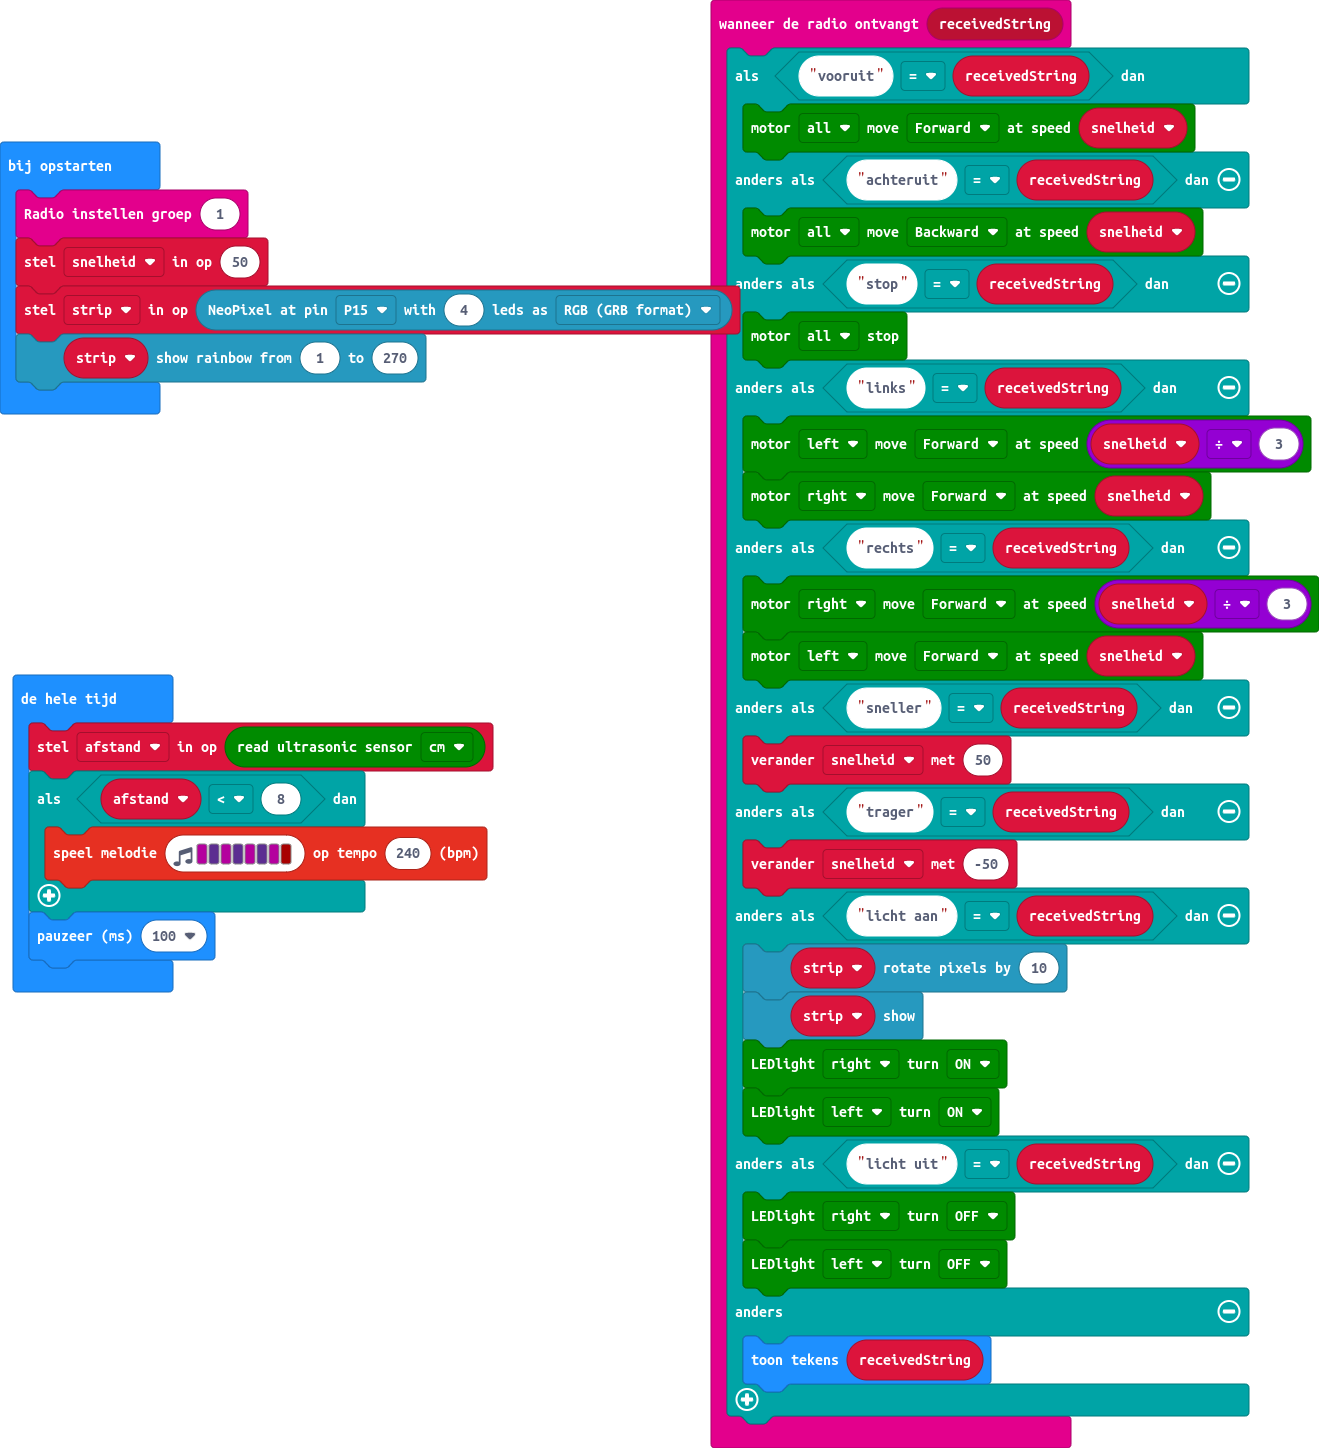 bij opstarten
Radio instellen groep 1
stel snelheid in op 50
stel strip in op NeoPixel at pin P15 with 4 leds as RGB (GRB format)
strip show rainbow from 1 to 270
de hele tijd
stel afstand in op read ultrasonic sensor cm
als afstand < 8 dan
speel melodie op tempo 240 (bpm)
pauzeer (ms) 100
wanneer de radio ontvangt receivedString
als "vooruit" = receivedString dan
motor all move Forward at speed snelheid
anders als "achteruit" = receivedString dan
motor all move Backward at speed snelheid
anders als "stop" = receivedString dan
motor all stop
anders als "links" = receivedString dan
motor left move Forward at speed snelheid ÷ 3
motor right move Forward at speed snelheid
anders als "rechts" = receivedString dan
motor right move Forward at speed snelheid ÷ 3
motor left move Forward at speed snelheid
anders als "sneller" = receivedString dan
verander snelheid met 50
anders als "trager" = receivedString dan
verander snelheid met -50
anders als "licht aan" = receivedString dan
strip rotate pixels by 10
strip show
LEDlight right turn ON
LEDlight left turn ON
anders als "licht uit" = receivedString dan
LEDlight right turn OFF
LEDlight left turn OFF
anders
toon tekens receivedString